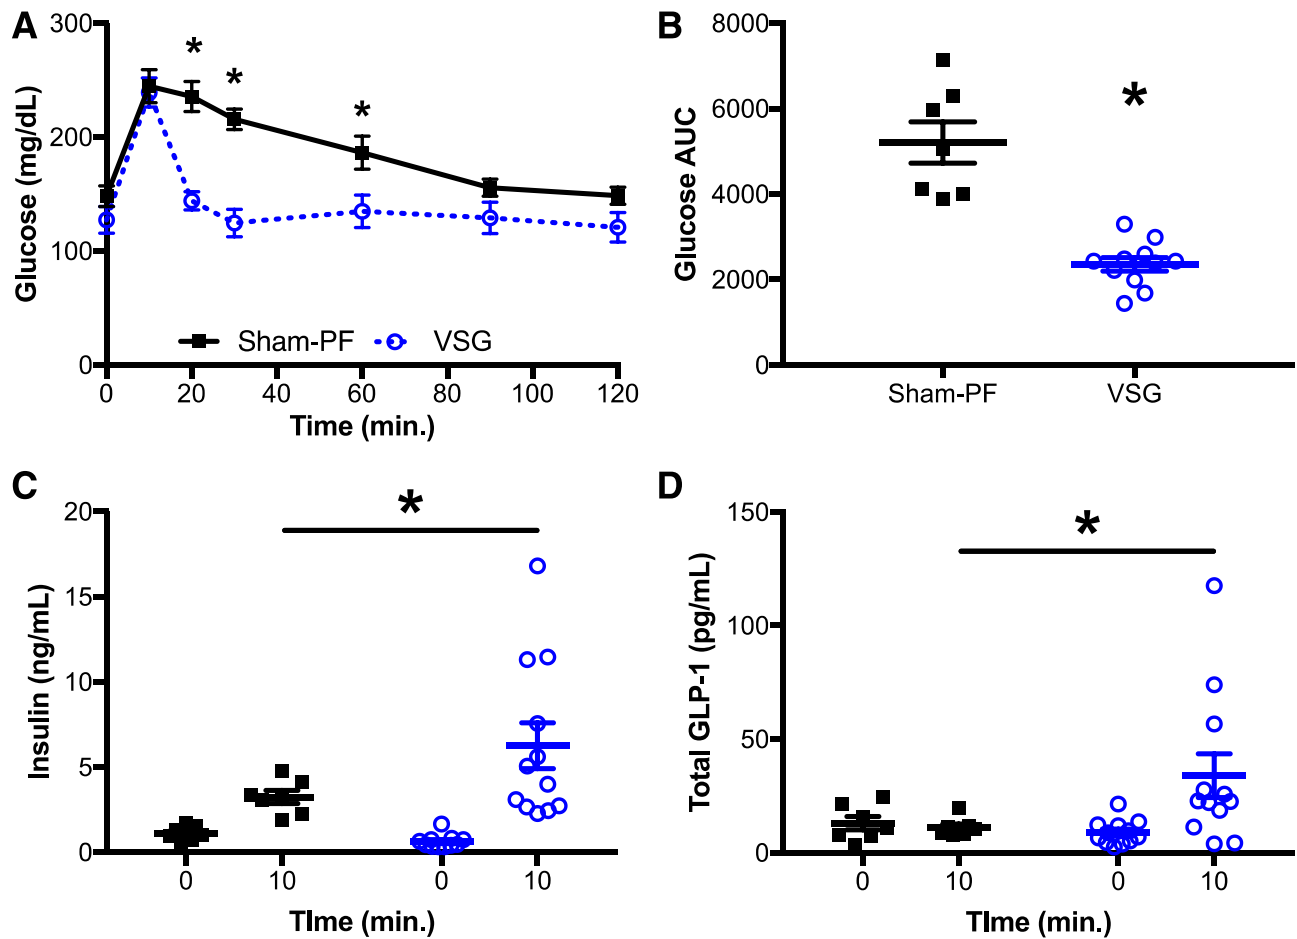 A
Glucose (mg/dL)
300
200
100
0
* * *
Sham-PF VSG
0 20 40 60 80 100 120
Time (min.)
B
Glucose AUC
8000
6000
4000
2000
0
*
Sham-PF VSG
C
Insulin (ng/mL)
20
15
10
5
0
*
0 10 0 10
TIme (min.)
D
Total GLP-1 (pg/mL)
150
100
50
0
*
0 10 0 10
TIme (min.)